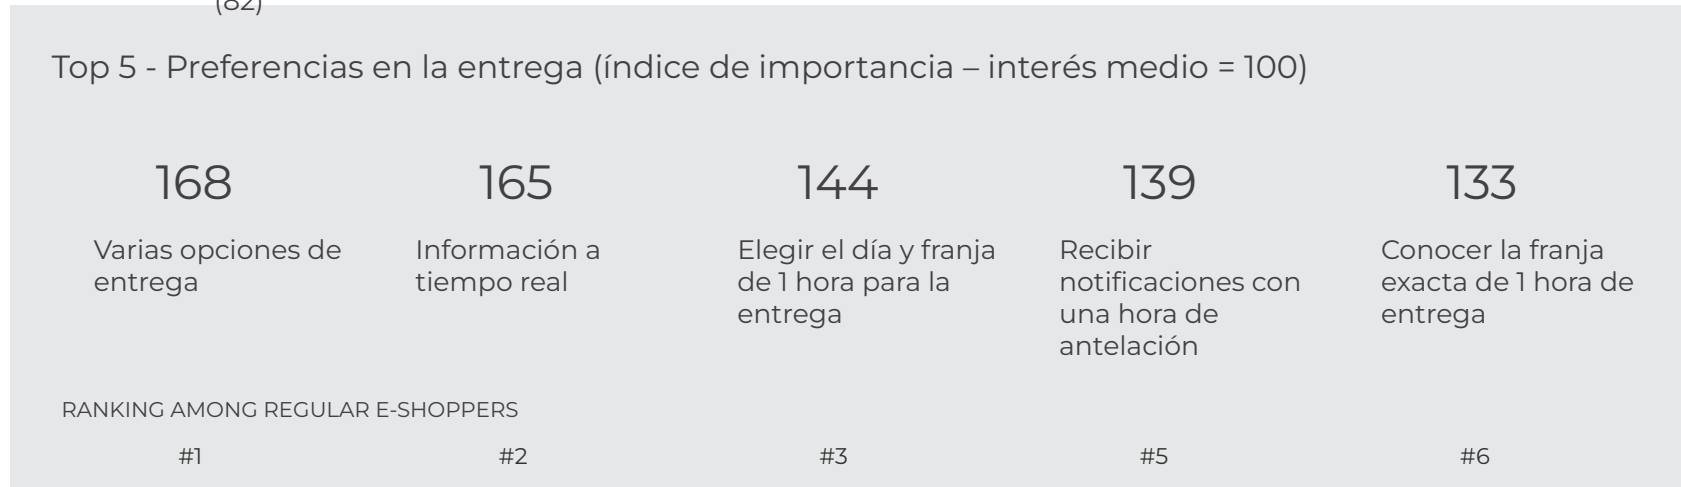 (82)
Top 5 - Preferencias en la entrega (índice de importancia – interés medio = 100)
168
165
144
139
133
Varias opciones de
entrega
Información a
tiempo real
Elegir el día y franja
de 1 hora para la
entrega
Recibir
notificaciones con
una hora de
antelación
Conocer la franja
exacta de 1 hora de
entrega
RANKING AMONG REGULAR E-SHOPPERS
#1
#2
#3
#5
#6